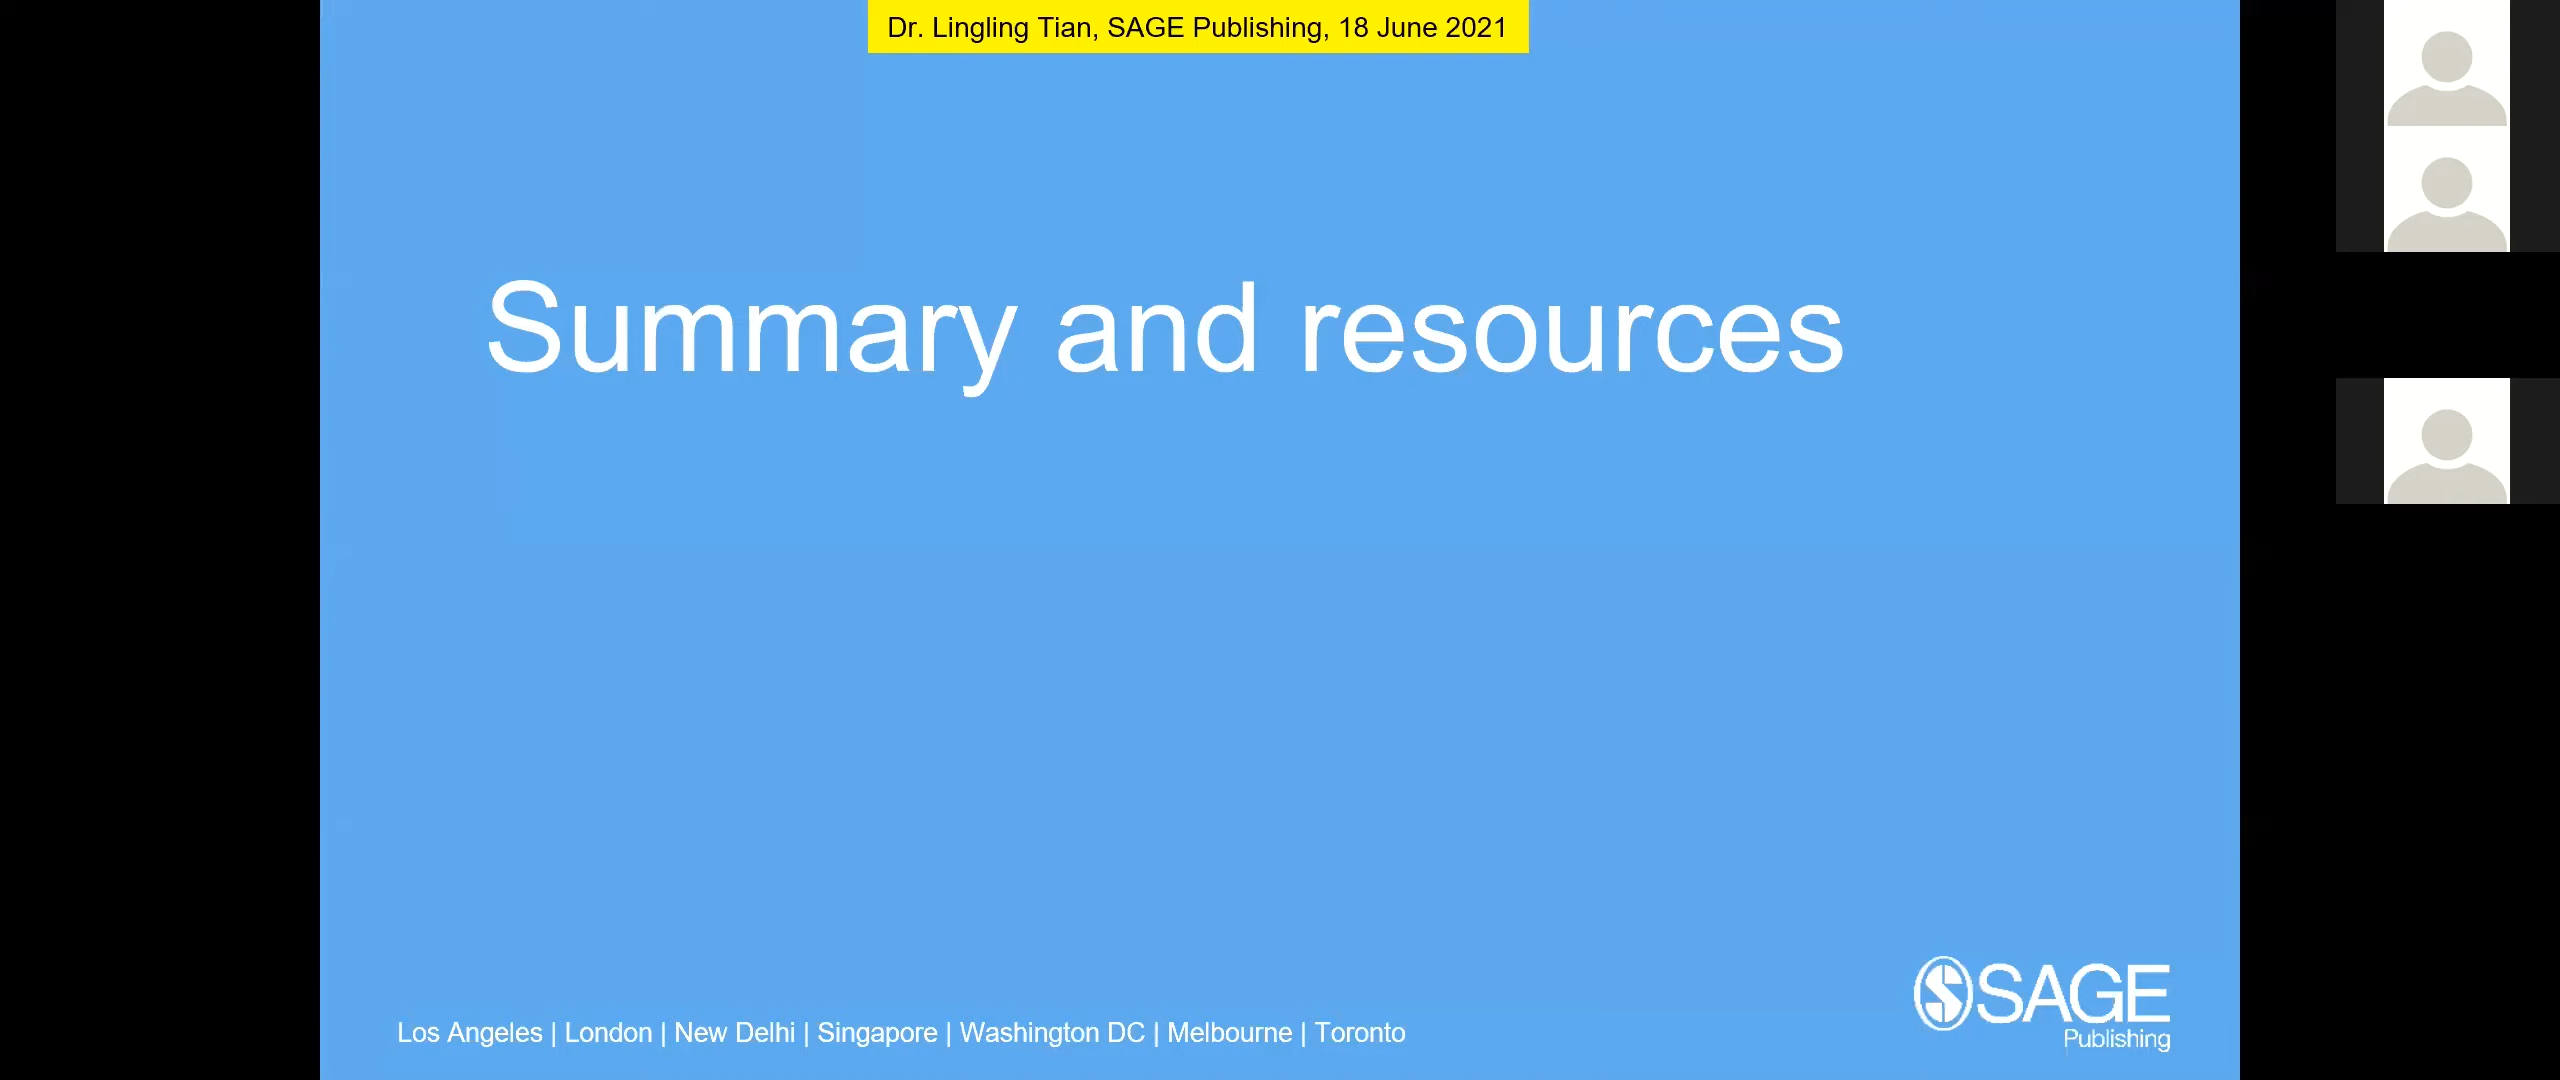 Dr. Lingling Tian, SAGE Publishing, 18 June 2021
Summary and resources
Los Angeles | London | New Delhi | Singapore | Washington DC | Melbourne | Toronto
SAGE
Publishing